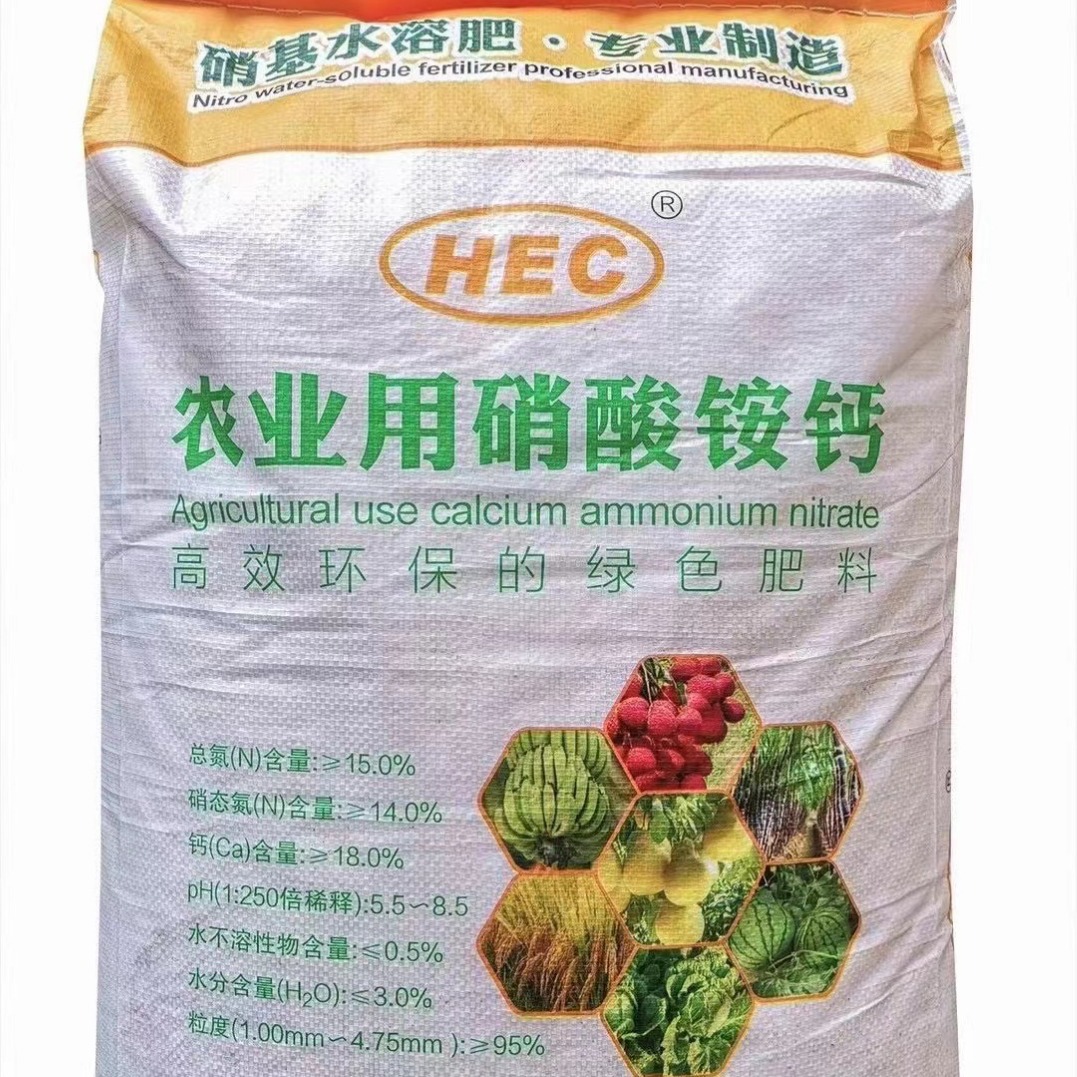 硝基水溶肥·专业制造
Nitro water-soluble fertilizer professional manufacturing
HEC®
农业用硝酸铵钙
Agricultural use calcium ammonium nitrate
高效环保的绿色肥料
总氮(N)含量:≥15.0%
硝态氮(N)含量:≥14.0%
钙(Ca)含量:≥18.0%
pH(1:250倍稀释):5.5~8.5
水不溶性物含量:≤0.5%
水分含量(H₂O):≤3.0%
粒度(1.00mm~4.75mm ):≥95%